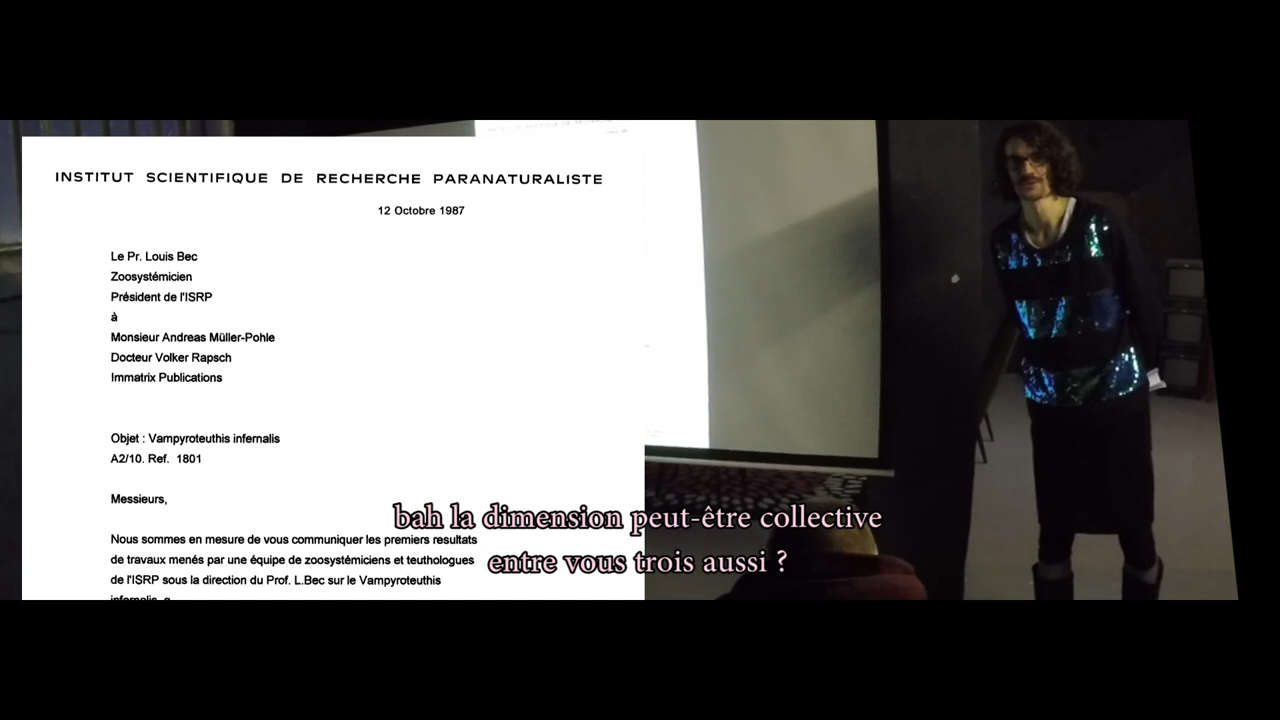 INSTITUT SCIENTIFIQUE DE RECHERCHE PARANATURALISTE
12 Octobre 1987
Le Pr. Louis Bec
Zoosystémicien
Président de l'ISRP
à
Monsieur Andreas Müller-Pohle
Docteur Volker Rapsch
Immatrix Publications
Objet : Vampyroteuthis infernalis
A2/10. Ref. 1801
Messieurs,
Nous sommes en mesure de vous communiquer les premiers resultats
de travaux menés par une équipe de zoosystémiciens et teuthologues
de l'ISRP sous la direction du Prof. L.Bec sur le Vampyroteuthis
bah la dimension peut-être collective
entre vous trois aussi ?